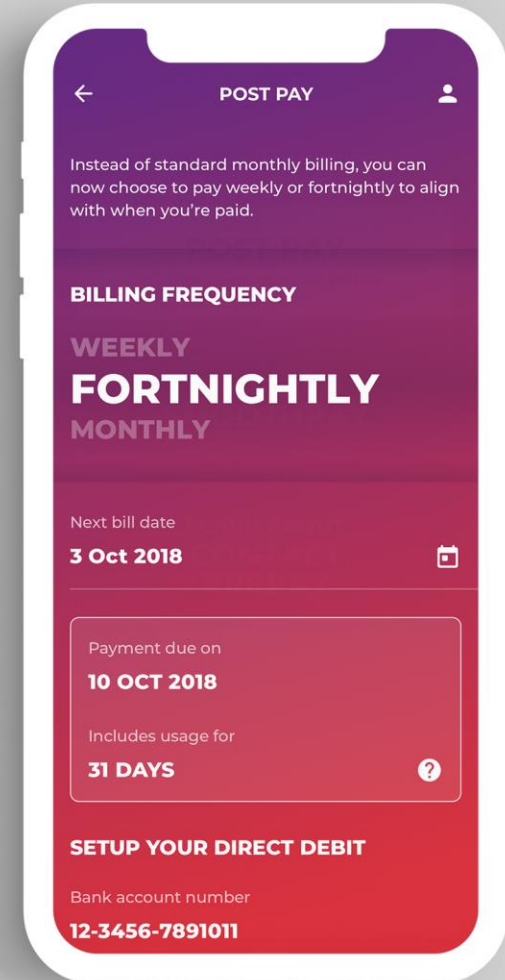 POST PAY
Instead of standard monthly billing, you can
now choose to pay weekly or fortnightly to align
with when you're paid.
BILLING FREQUENCY
WEEKLY
FORTNIGHTLY
MONTHLY
Next bill date
3 Oct 2018
Payment due on
10 OCT 2018
Includes usage for
31 DAYS
?
SETUP YOUR DIRECT DEBIT
Bank account number
12-3456-7891011